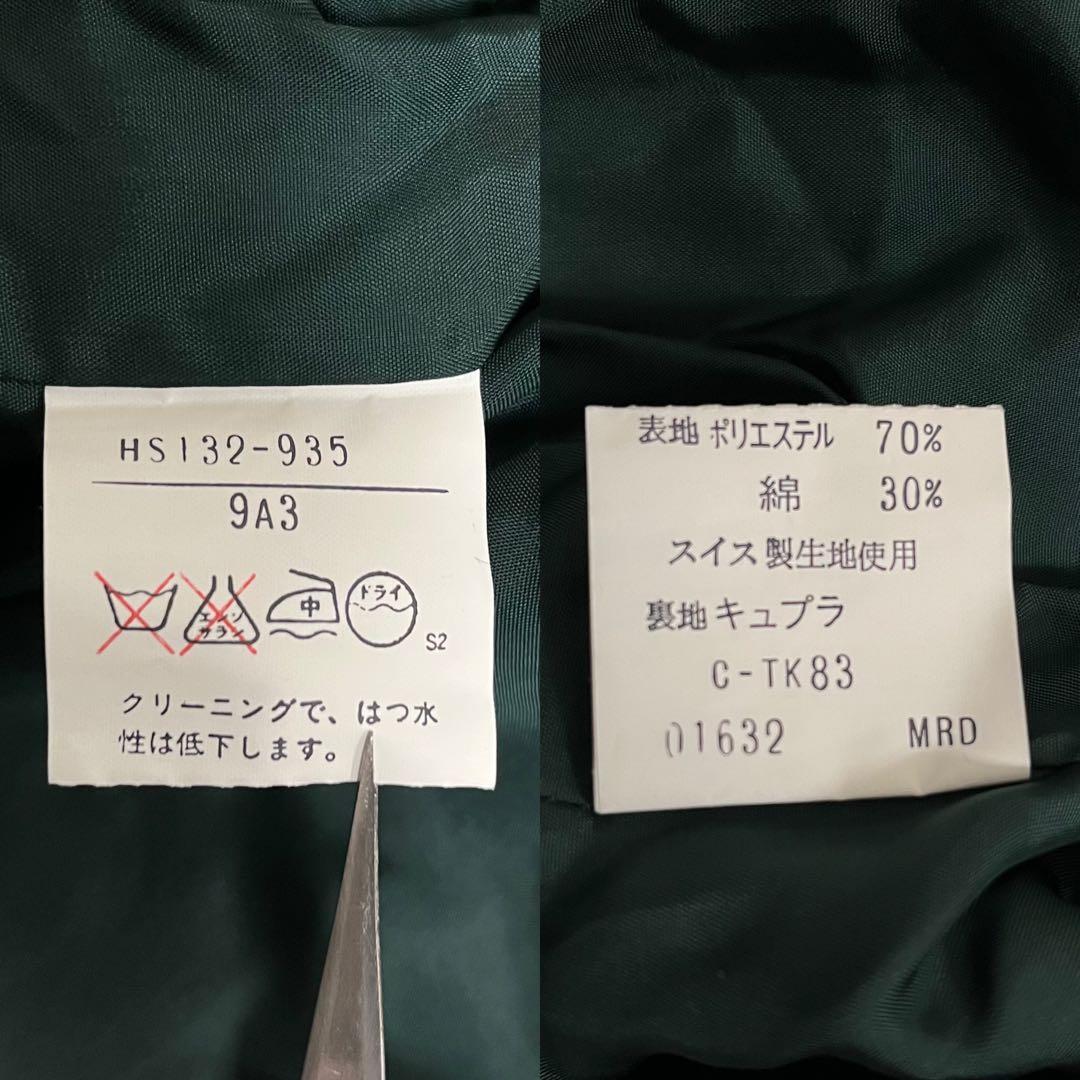 HS132-935
9A3
エンソ
サラシ
中
ドライ
S2
クリーニングで、はつ水
性は低下します。
表地 ポリエステル 70%
綿 30%
スイス製生地使用
裏地 キュプラ
C-TK83
01632 MRD